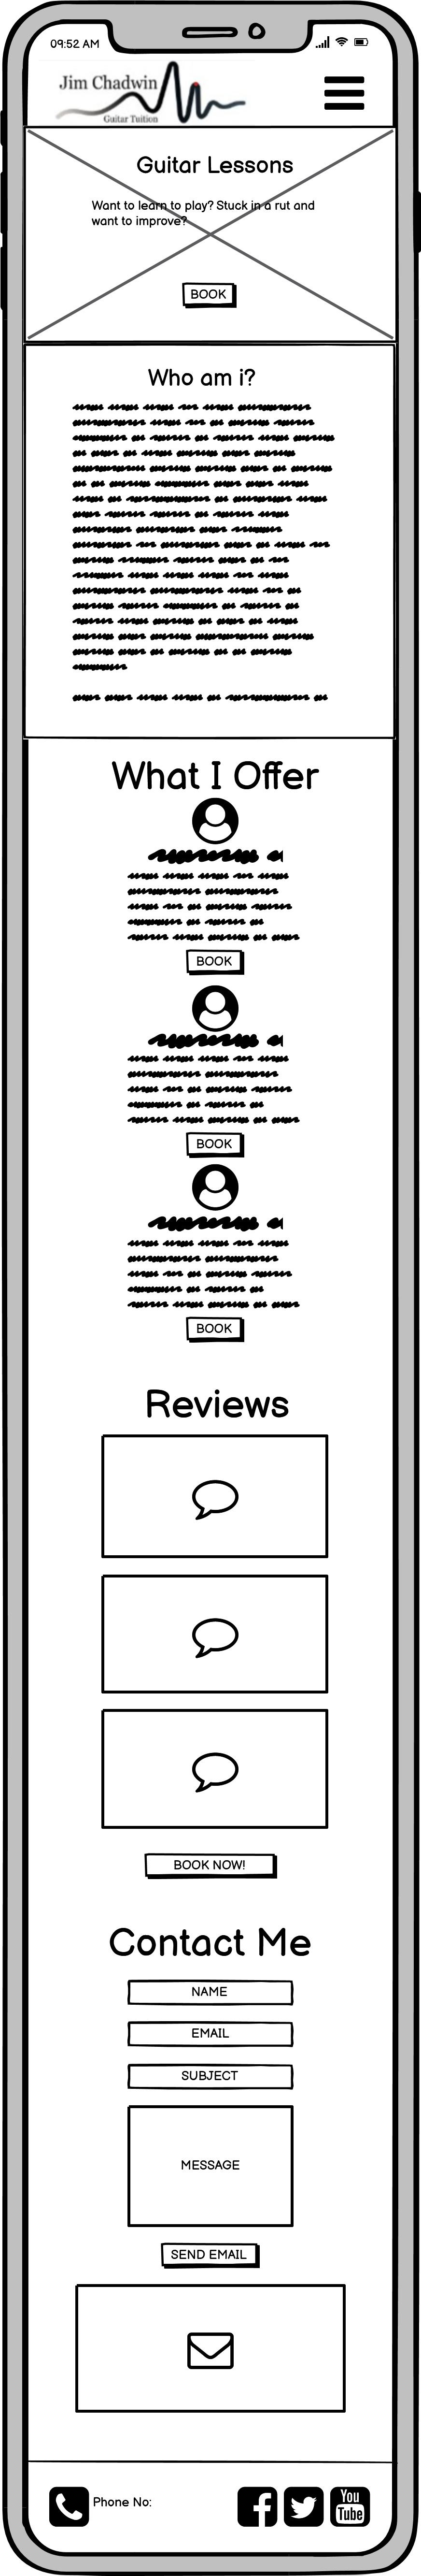 09:52 AM
Jim Chadwin
Guitar Tuition
Guitar Lessons
Want to learn to play? Stuck in a rut and
want to improve?
BOOK
Who am i?
What I Offer
BOOK
BOOK
BOOK
Reviews
BOOK NOW!
Contact Me
NAME
EMAIL
SUBJECT
MESSAGE
SEND EMAIL
Phone No:
You
Tube